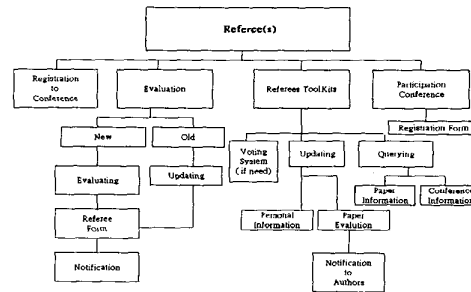 Referee(s)
Registration
to
Conference
Evaluation
Referees ToolKits
Participation
Conference
Registration Form
New
Old
Voting
System
(if need)
Updating
Querying
Evaluating
Updating
Paper
Information
Conference
Information
Referee
Form
Personal
Information
Paper
Evalution
Notification
Notification
to
Authors